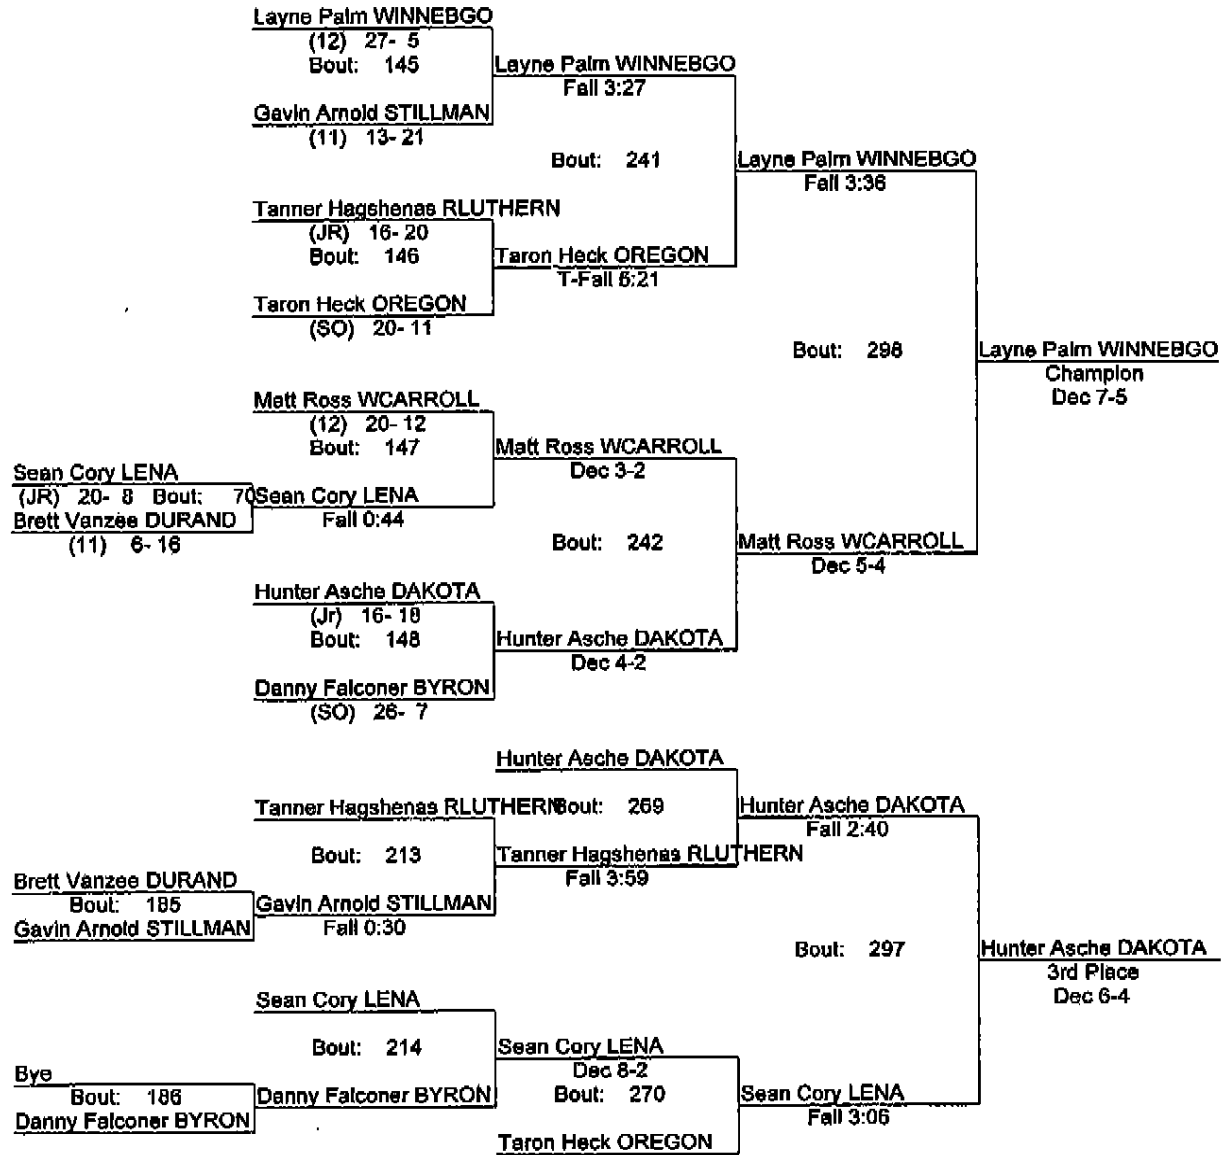 Layne Palm WINNEBGO
(12) 27- 5
Bout: 145
Layne Palm WINNEBGO
Fall 3:27
Gavin Arnold STILLMAN
(11) 13- 21
Bout: 241
Layne Palm WINNEBGO
Fall 3:36
Tanner Hagshenas RLUTHERN
(JR) 16- 20
Bout: 146
Taron Heck OREGON
T-Fall 5:21
Taron Heck OREGON
(SO) 20- 11
Bout: 298
Layne Palm WINNEBGO
Champion
Dec 7-5
Matt Ross WCARROLL
(12) 20- 12
Bout: 147
Matt Ross WCARROLL
Dec 3-2
Sean Cory LENA
(JR) 20- 8 Bout: 70
Sean Cory LENA
Fall 0:44
Brett Vanzee DURAND
(11) 6- 16
Bout: 242
Matt Ross WCARROLL
Dec 5-4
Hunter Asche DAKOTA
(Jr) 16- 18
Bout: 148
Hunter Asche DAKOTA
Dec 4-2
Danny Falconer BYRON
(SO) 26- 7
Hunter Asche DAKOTA
Tanner Hagshenas RLUTHERN
Bout: 269
Hunter Asche DAKOTA
Fall 2:40
Bout: 213
Tanner Hagshenas RLUTHERN
Fall 3:59
Brett Vanzee DURAND
Bout: 185
Gavin Arnold STILLMAN
Fall 0:30
Gavin Arnold STILLMAN
Bout: 297
Hunter Asche DAKOTA
3rd Place
Dec 6-4
Sean Cory LENA
Bout: 214
Sean Cory LENA
Dec 8-2
Bye
Bout: 186
Danny Falconer BYRON
Bout: 270
Sean Cory LENA
Fall 3:06
Danny Falconer BYRON
Taron Heck OREGON